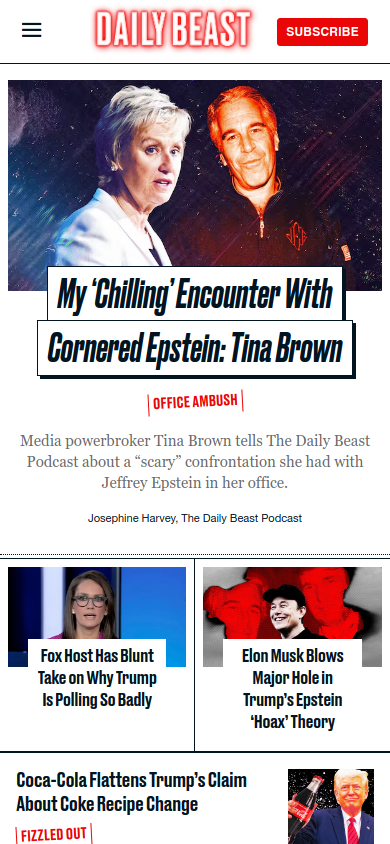 DAILY BEAST
SUBSCRIBE
My ‘Chilling’ Encounter With
Cornered Epstein: Tina Brown
OFFICE AMBUSH
Media powerbroker Tina Brown tells The Daily Beast
Podcast about a “scary” confrontation she had with
Jeffrey Epstein in her office.
Josephine Harvey, The Daily Beast Podcast
Fox Host Has Blunt
Take on Why Trump
Is Polling So Badly
Elon Musk Blows
Major Hole in
Trump’s Epstein
‘Hoax’ Theory
Coca-Cola Flattens Trump’s Claim
About Coke Recipe Change
FIZZLED OUT